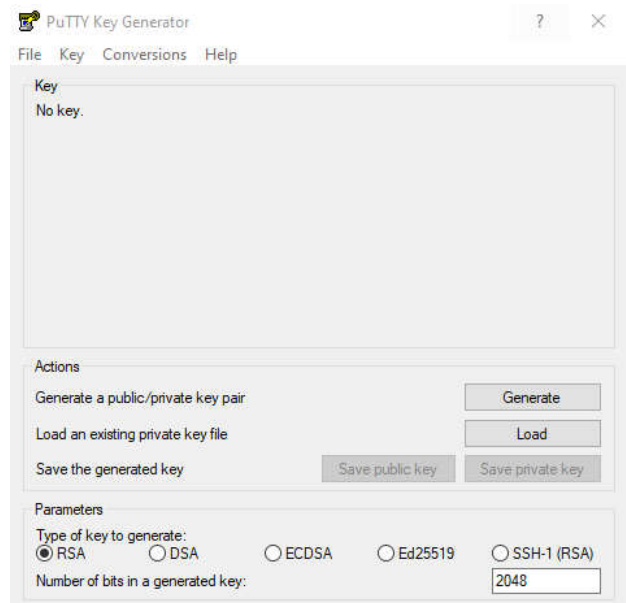 PuTTY Key Generator ?
File Key Conversions Help
Key
No key.
Actions
Generate a public/private key pair Generate
Load an existing private key file Load
Save the generated key Save public key Save private key
Parameters
Type of key to generate:
RSA DSA ECDSA Ed25519 SSH-1 (RSA)
Number of bits in a generated key: 2048